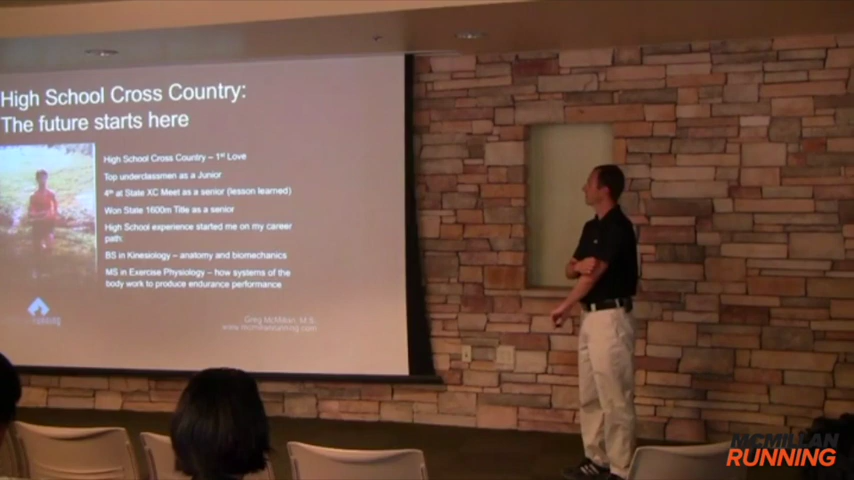 High School Cross Country:
The future starts here
High School Cross Country – 1st Love
Top underclassmen as a Junior
4th at State XC Meet as a senior (lesson learned)
Won State 1600m Title as a senior
High School experience started me on my career
path:
BS in Kinesiology – anatomy and biomechanics
MS in Exercise Physiology – how systems of the
body work to produce endurance performance
Greg McMillan, M.S.
www.mcmillanrunning.com
MCMILLAN
RUNNING